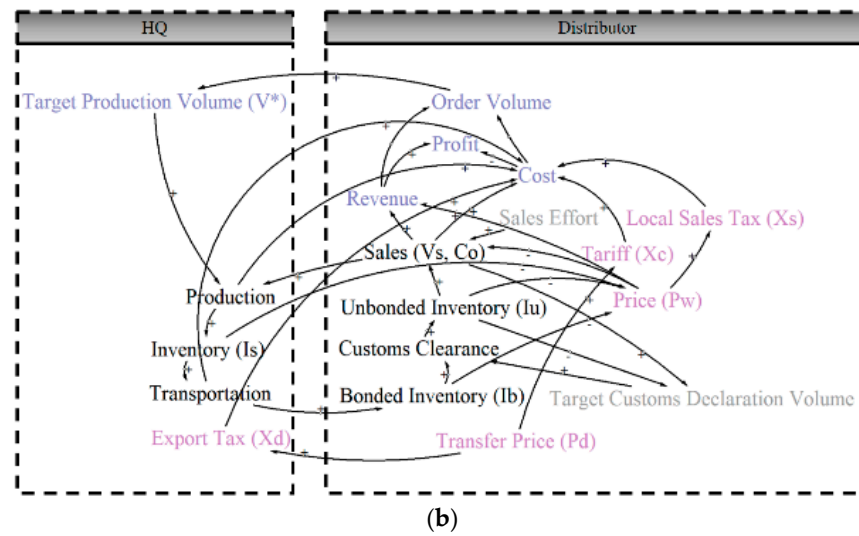 HQ
Distributor
Target Production Volume (V*)
Order Volume
Profit
Cost
Revenue
Sales Effort
Local Sales Tax (Xs)
Sales (Vs, Co)
Tariff (Xc)
Production
Unbonded Inventory (Iu)
Price (Pw)
Inventory (Is)
Customs Clearance
Transportation
Bonded Inventory (Ib)
Target Customs Declaration Volume
Export Tax (Xd)
Transfer Price (Pd)
(b)